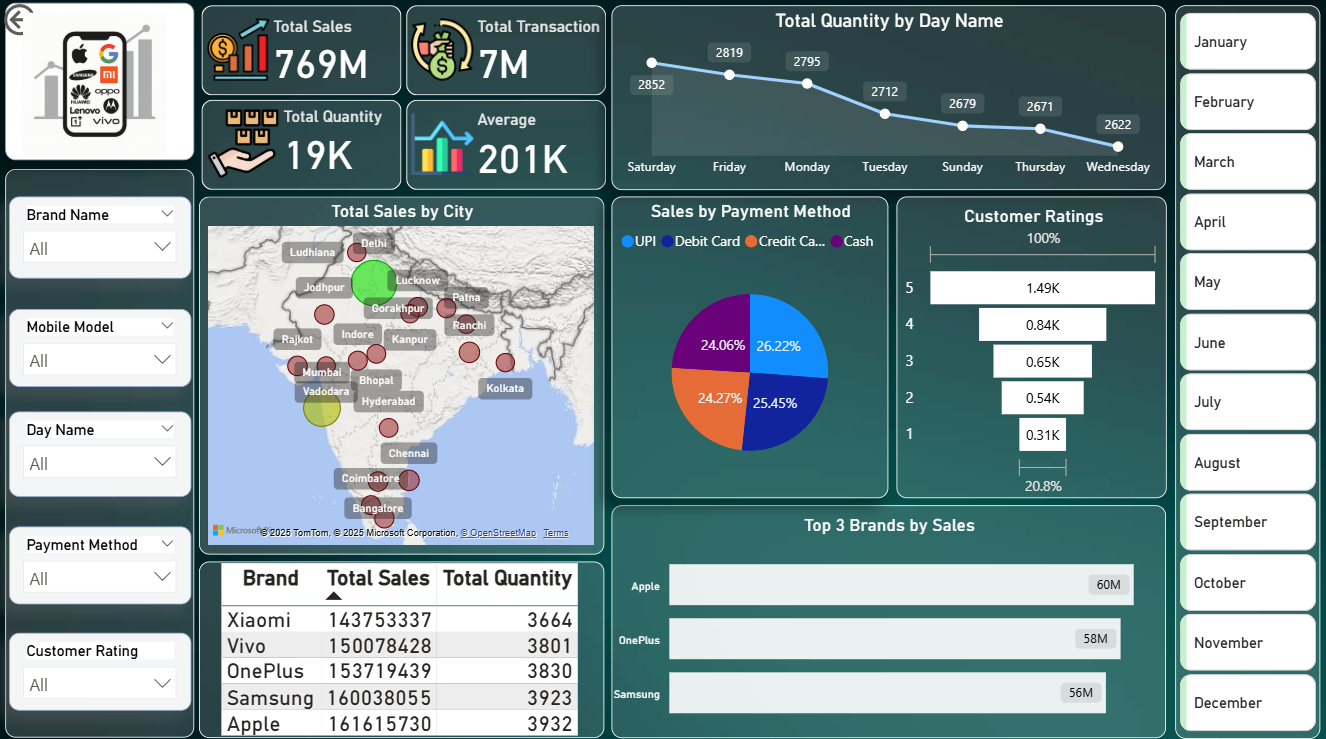 Google
SAMSUNG
MI
HUAWEI
oppo
Lenovo
vivo
Brand Name
All
Mobile Model
All
Day Name
All
Payment Method
All
Customer Rating
All
Total Sales
769M
Total Transaction
7M
Total Quantity
19K
Average
201K
Total Quantity by Day Name
2852
2819
2795
2712
2679
2671
2622
Saturday
Friday
Monday
Tuesday
Sunday
Thursday
Wednesday
Total Sales by City
Delhi
Ludhiana
Lucknow
Jodhpur
Patna
Gorakhpur
Ranchi
Rajkot
Indore
Kanpur
Mumbai
Bhopal
Kolkata
Vadodara
Hyderabad
Chennai
Coimbatore
Bangalore
Microsoft
© 2025 TomTom, © 2025 Microsoft Corporation, © OpenStreetMap Terms
Sales by Payment Method
UPI Debit Card Credit Ca... Cash
24.06%
26.22%
24.27%
25.45%
Customer Ratings
100%
5 1.49K
4 0.84K
3 0.65K
2 0.54K
1 0.31K
20.8%
Brand Total Sales Total Quantity
Xiaomi 143753337 3664
Vivo 150078428 3801
OnePlus 153719439 3830
Samsung 160038055 3923
Apple 161615730 3932
Top 3 Brands by Sales
Apple 60M
OnePlus 58M
Samsung 56M
January
February
March
April
May
June
July
August
September
October
November
December